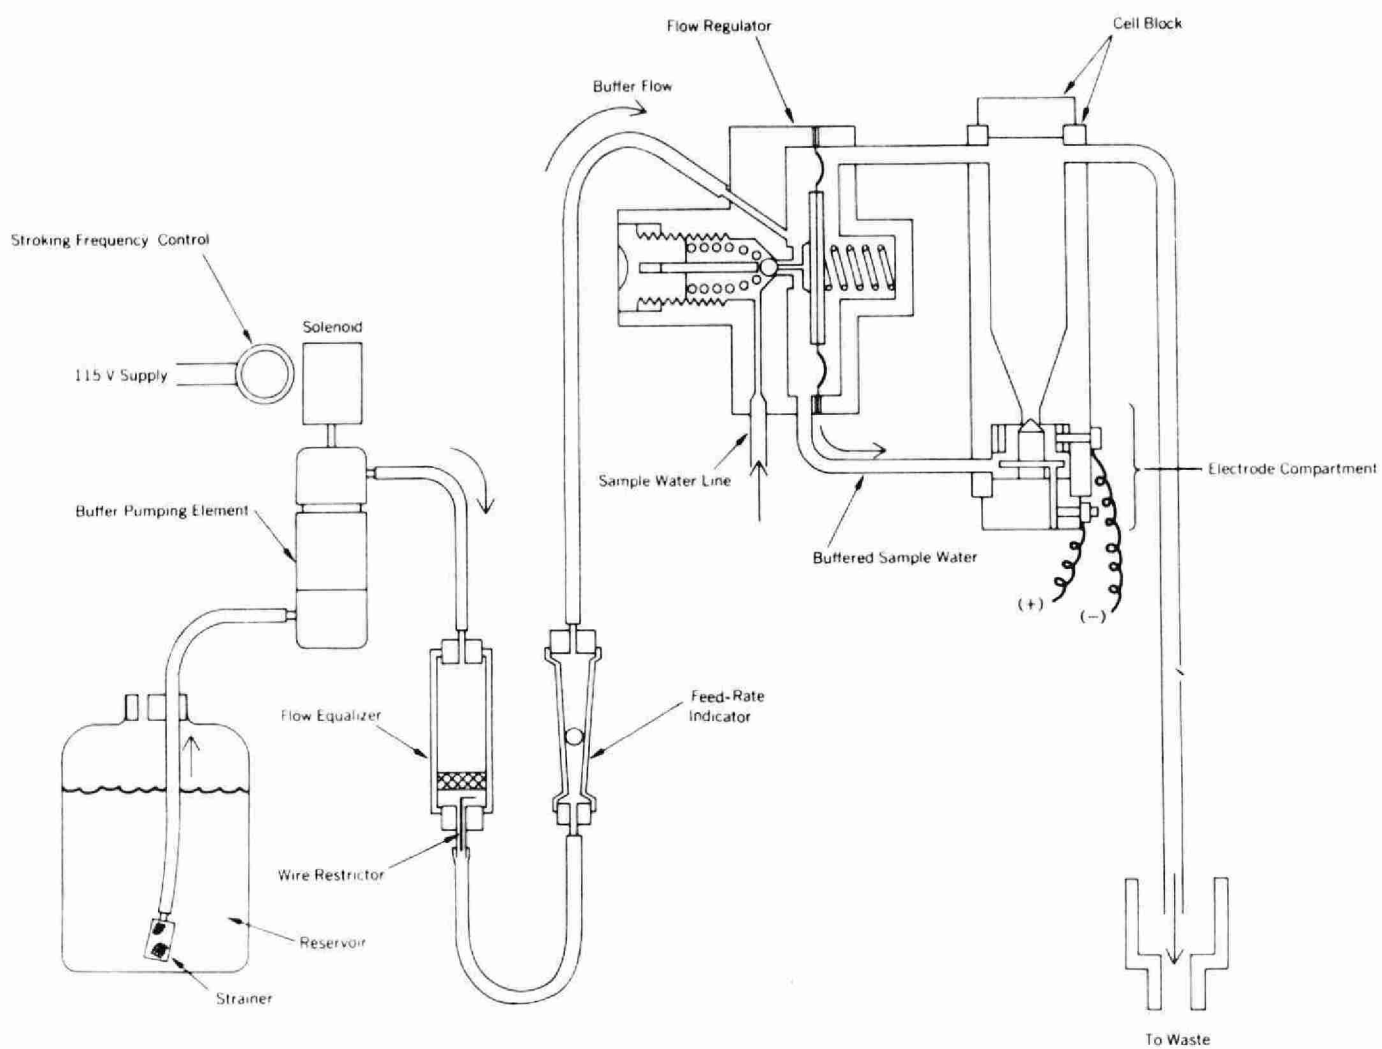 Flow Regulator
Cell Block
Buffer Flow
Stroking Frequency Control
Solenoid
115 V Supply
Sample Water Line
Electrode Compartment
Buffer Pumping Element
Buffered Sample Water
(+)
(-)
Flow Equalizer
Feed-Rate
Indicator
Wire Restrictor
Reservoir
Strainer
To Waste